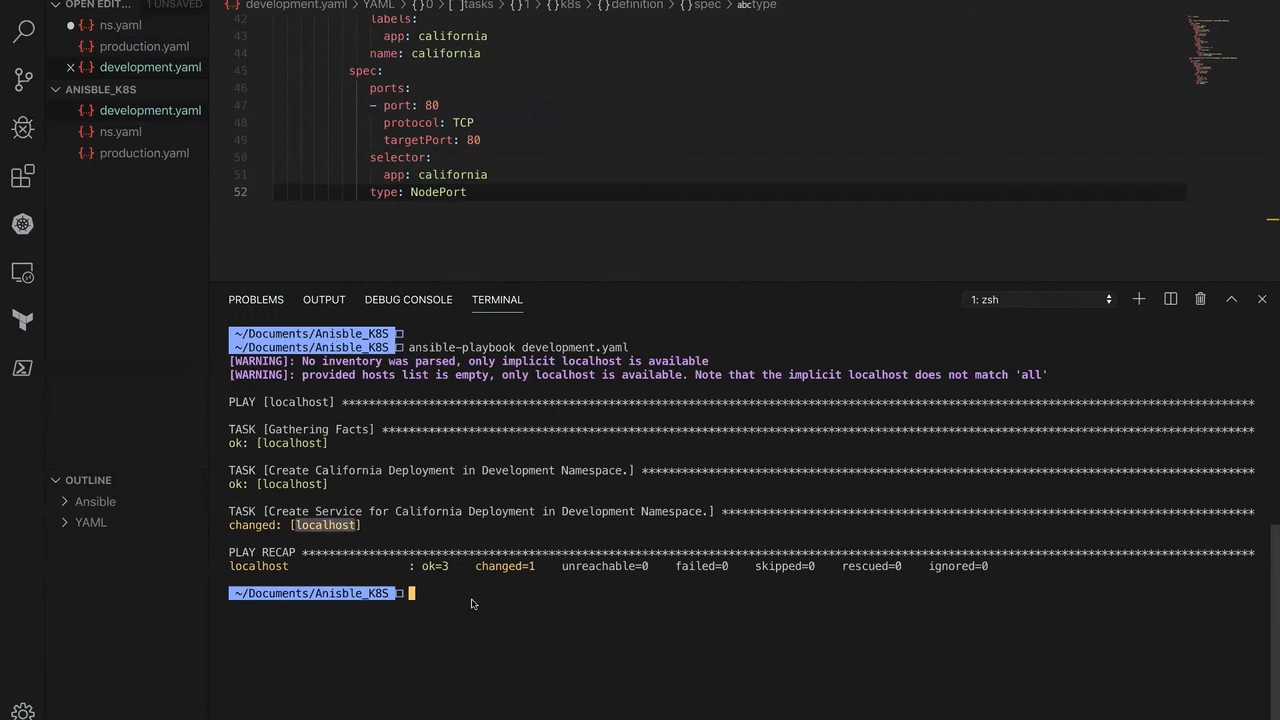 OPEN EDIT... 1 UNSAVED
ns.yaml
production.yaml
development.yaml
ANISBLE_K8S
development.yaml
ns.yaml
production.yaml
OUTLINE
Ansible
YAML
development.yaml > YAML > {}0 > [ ]tasks > {}1 > {}k8s > {}definition > {}spec > abctype
42 labels:
43 app: california
44 name: california
45 spec:
46 ports:
47 - port: 80
48 protocol: TCP
49 targetPort: 80
50 selector:
51 app: california
52 type: NodePort
PROBLEMS OUTPUT DEBUG CONSOLE TERMINAL 1: zsh
~/Documents/Anisble_K8S
~/Documents/Anisble_K8S ansible-playbook development.yaml
[WARNING]: No inventory was parsed, only implicit localhost is available
[WARNING]: provided hosts list is empty, only localhost is available. Note that the implicit localhost does not match 'all'
PLAY [localhost] ******************************************************************************************************************************************
TASK [Gathering Facts] ************************************************************************************************************************************
ok: [localhost]
TASK [Create California Deployment in Development Namespace.] *********************************************************************************************
ok: [localhost]
TASK [Create Service for California Deployment in Development Namespace.] *********************************************************************************
changed: [localhost]
PLAY RECAP ************************************************************************************************************************************************
localhost : ok=3 changed=1 unreachable=0 failed=0 skipped=0 rescued=0 ignored=0
~/Documents/Anisble_K8S